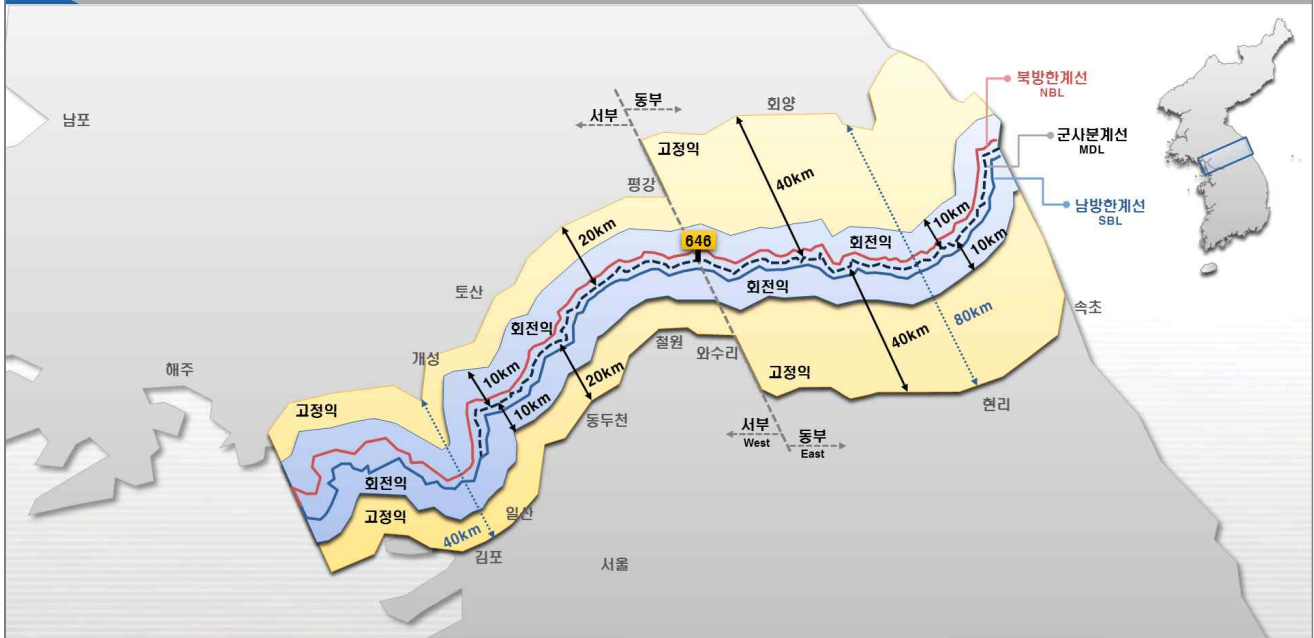 남포
해주
토산
개성
평강
회양
서부
동부
고정익
40km
20km
646
회전익
10km
10km
북방한계선
NBL
군사분계선
MDL
남방한계선
SBL
회전익
10km
10km
회전익
20km
철원
와수리
40km
80km
속초
고정익
현리
서부
West
동부
East
동두천
고정익
회전익
고정익
40km
일산
김포
서울